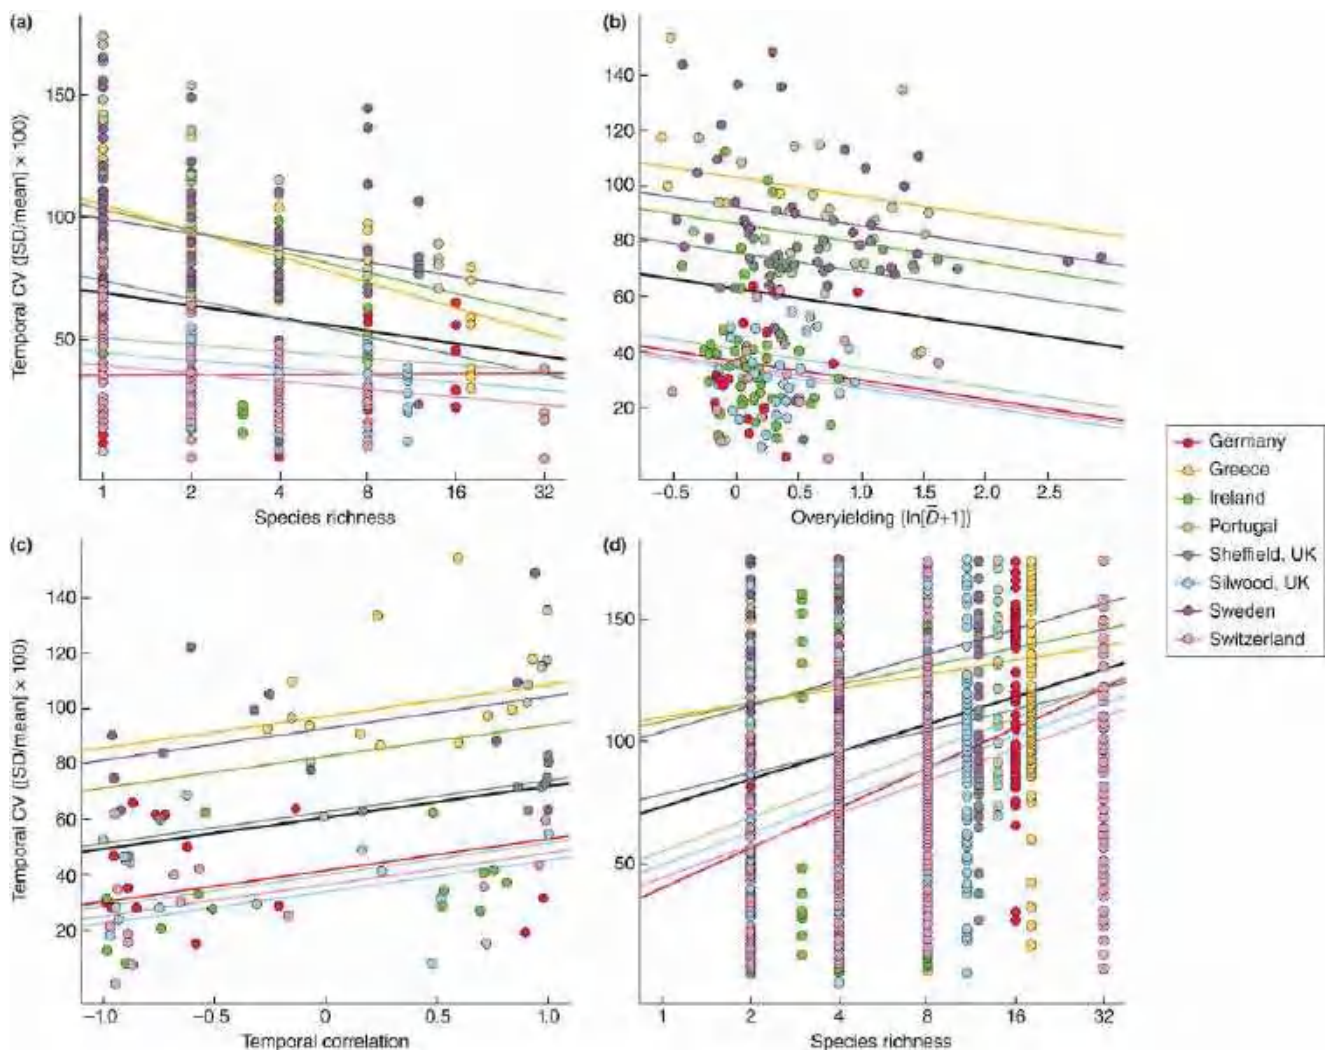 (a)
Temporal CV ([SD/mean] × 100)
150
100
50
1 2 4 8 16 32
Species richness
(b)
140
120
100
80
60
40
20
−0.5 0 0.5 1.0 1.5 2.0 2.5
Overyielding (ln[D̅+1])
(c)
Temporal CV ([SD/mean] × 100)
140
120
100
80
60
40
20
−1.0 −0.5 0 0.5 1.0
Temporal correlation
(d)
150
100
50
1 2 4 8 16 32
Species richness
Germany
Greece
Ireland
Portugal
Sheffield, UK
Silwood, UK
Sweden
Switzerland